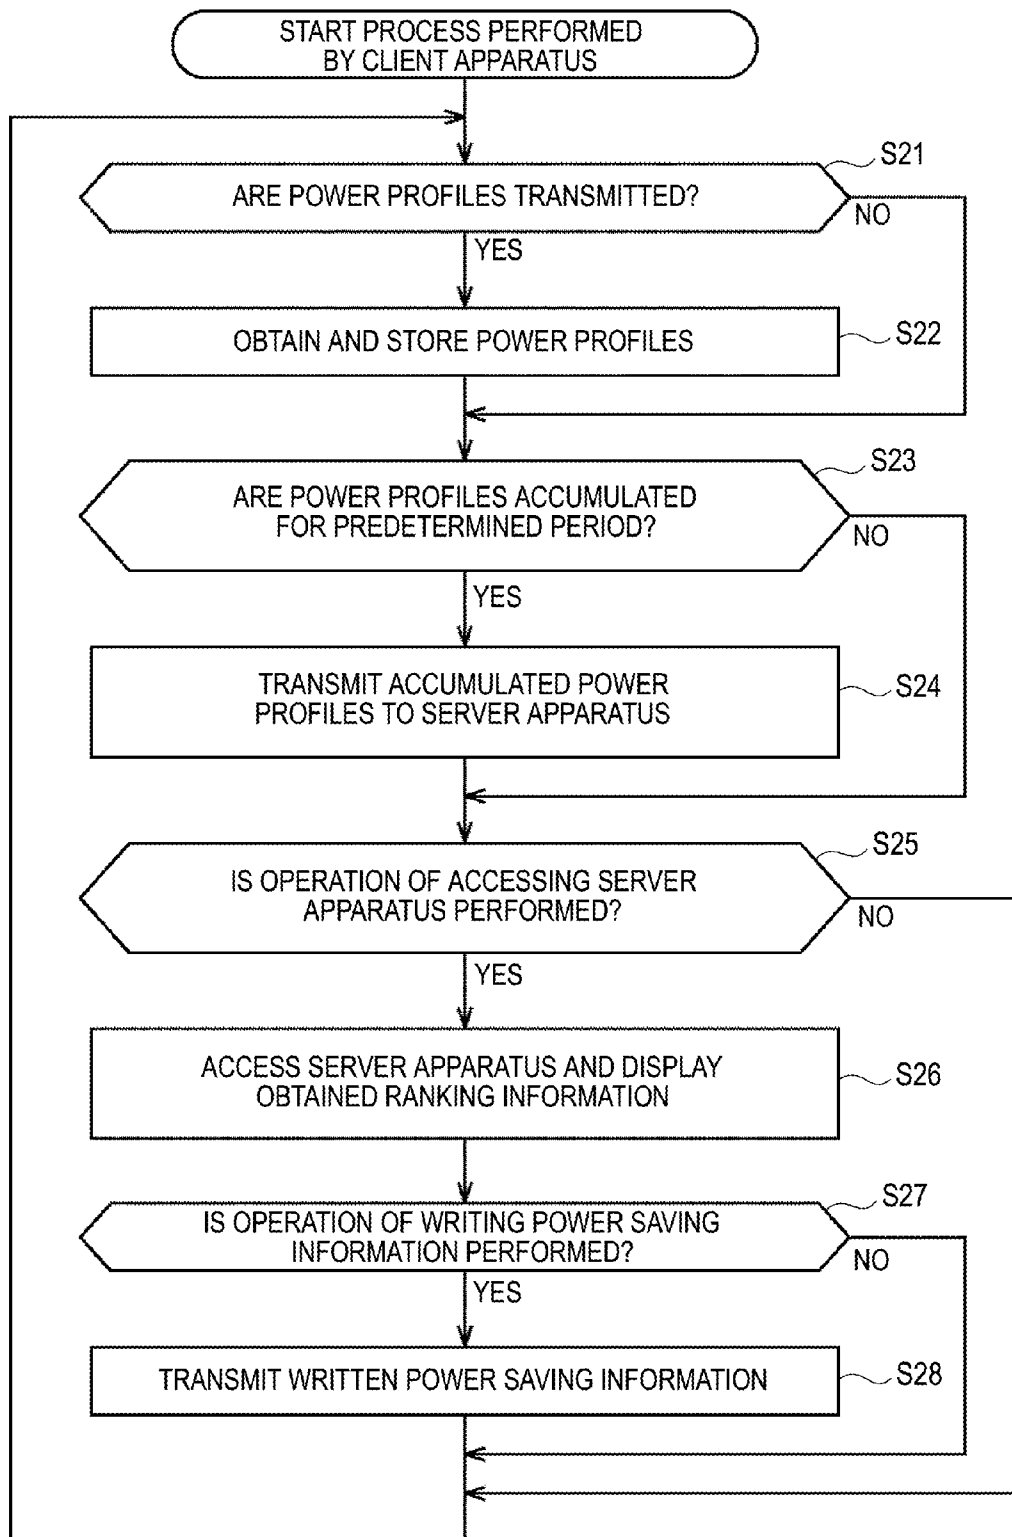 START PROCESS PERFORMED
BY CLIENT APPARATUS
S21
ARE POWER PROFILES TRANSMITTED?
NO
YES
OBTAIN AND STORE POWER PROFILES
S22
S23
ARE POWER PROFILES ACCUMULATED
FOR PREDETERMINED PERIOD?
NO
YES
TRANSMIT ACCUMULATED POWER
PROFILES TO SERVER APPARATUS
S24
S25
IS OPERATION OF ACCESSING SERVER
APPARATUS PERFORMED?
NO
YES
ACCESS SERVER APPARATUS AND DISPLAY
OBTAINED RANKING INFORMATION
S26
S27
IS OPERATION OF WRITING POWER SAVING
INFORMATION PERFORMED?
NO
YES
TRANSMIT WRITTEN POWER SAVING INFORMATION
S28